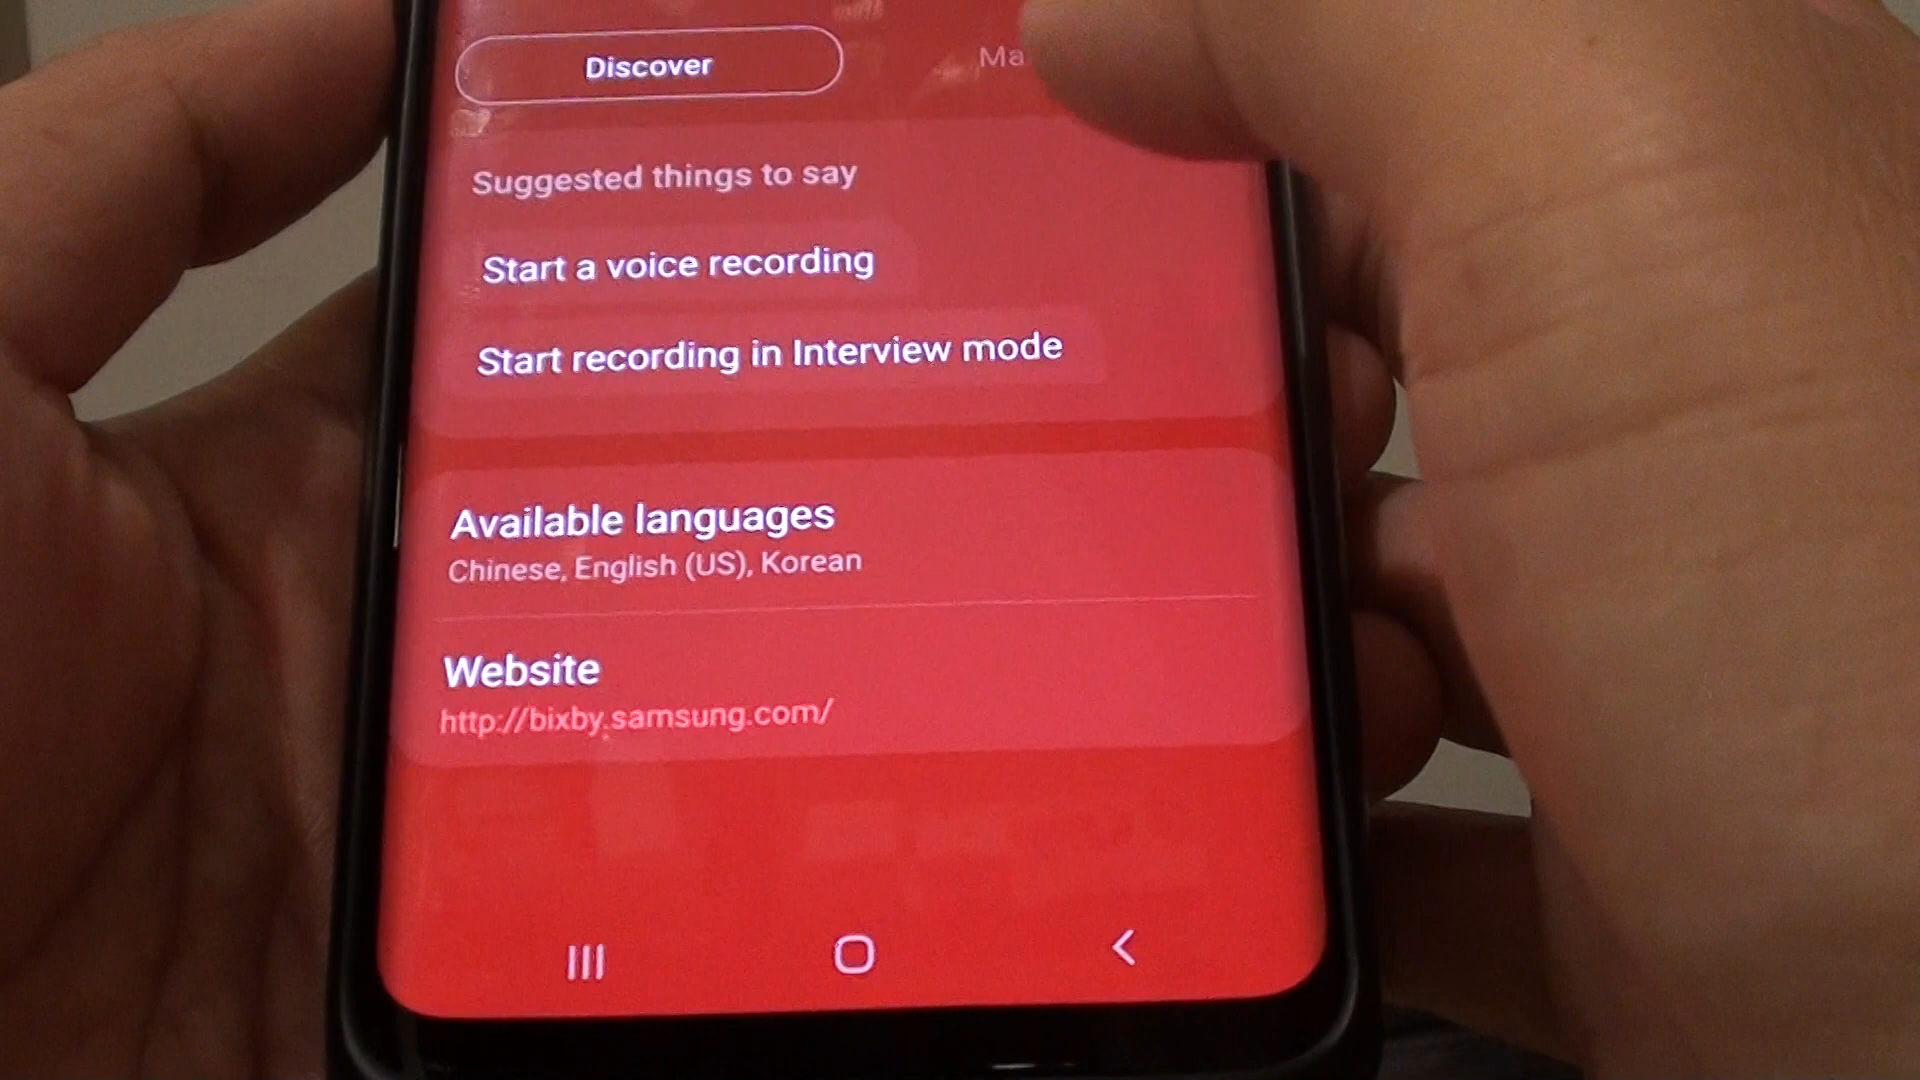 Discover
Suggested things to say
Start a voice recording
Start recording in Interview mode
Available languages
Chinese, English (US), Korean
Website
http://bixby.samsung.com/